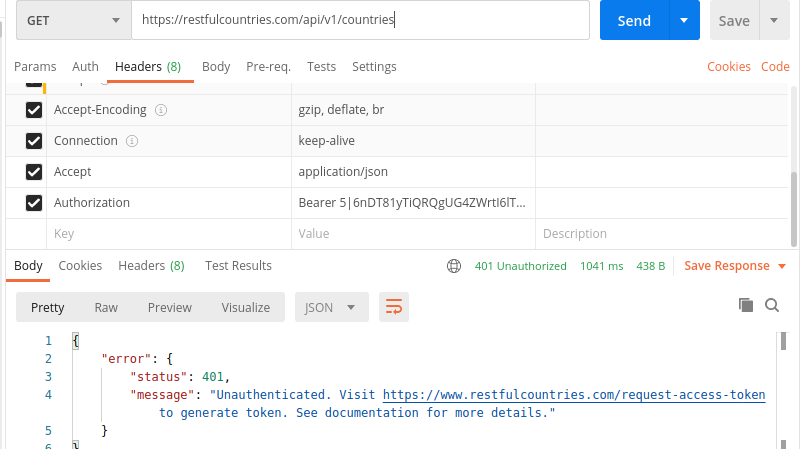 GET https://restfulcountries.com/api/v1/countries Send Save
Params Auth Headers (8) Body Pre-req. Tests Settings Cookies Code
Accept-Encoding gzip, deflate, br
Connection keep-alive
Accept application/json
Authorization Bearer 5|6nDT81yTiQRQgUG4ZWrtI6lT...
Key Value Description
Body Cookies Headers (8) Test Results 401 Unauthorized 1041 ms 438 B Save Response
Pretty Raw Preview Visualize JSON
1 {
2 "error": {
3 "status": 401,
4 "message": "Unauthenticated. Visit https://www.restfulcountries.com/request-access-token
to generate token. See documentation for more details."
5 }
6 }